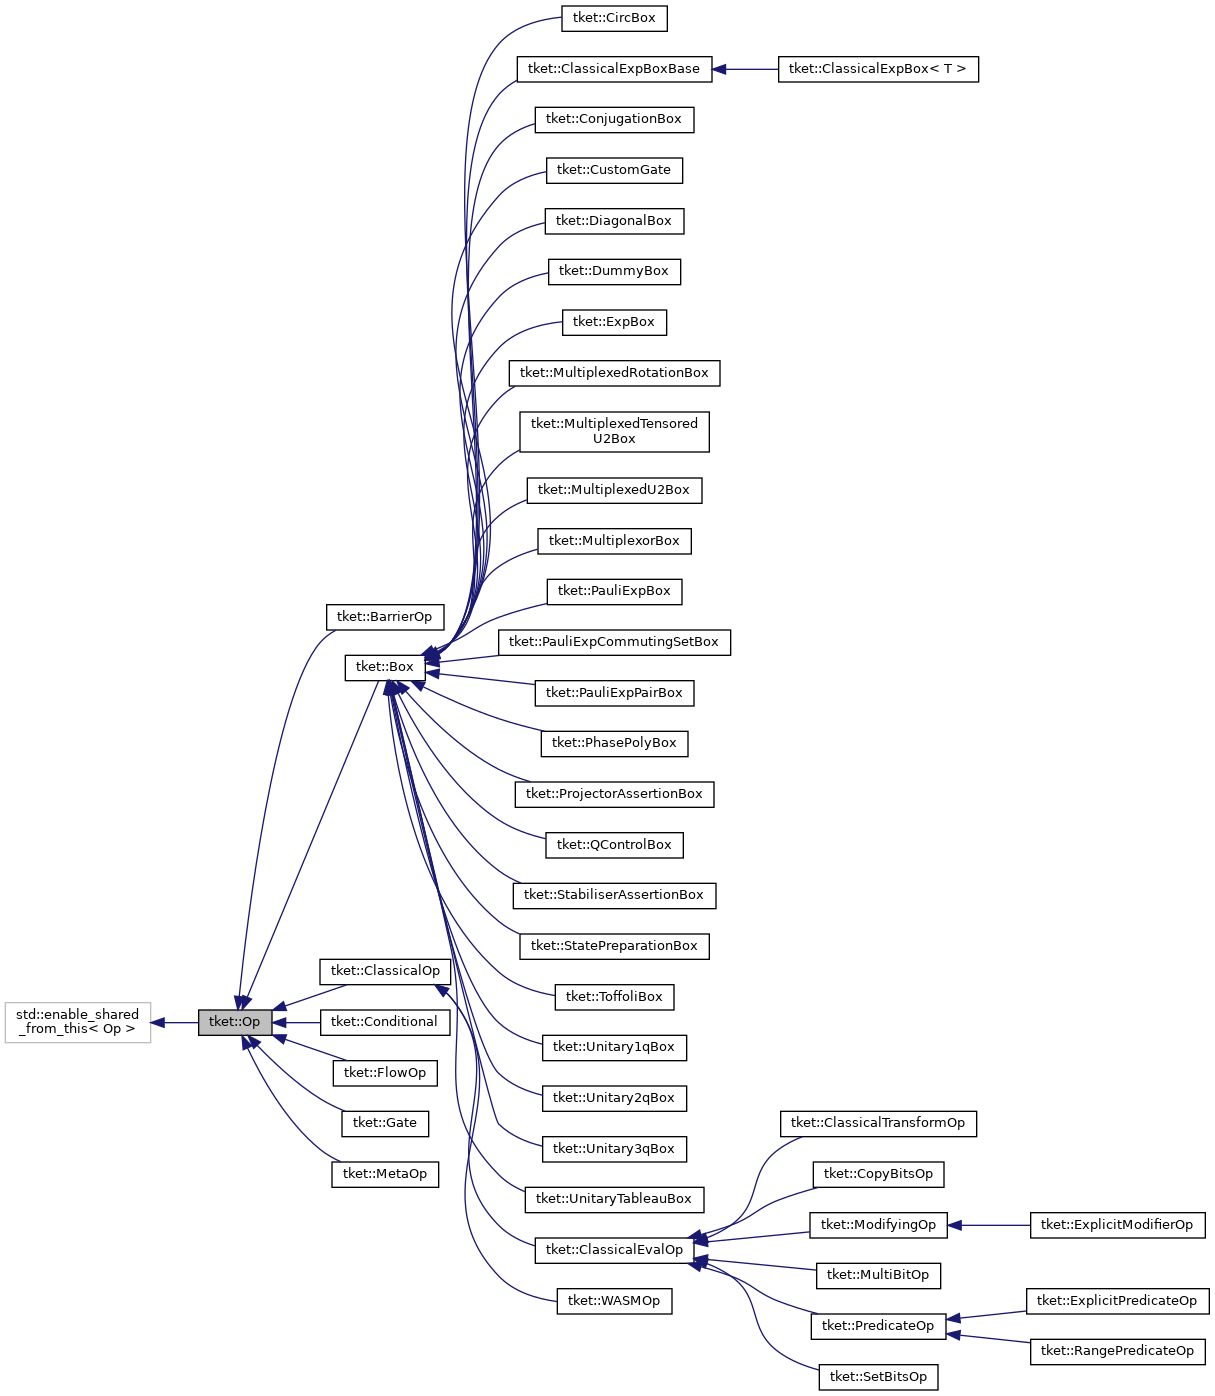 tket::CircBox
tket::ClassicalExpBoxBase
tket::ClassicalExpBox< T >
tket::ConjugationBox
tket::CustomGate
tket::DiagonalBox
tket::DummyBox
tket::ExpBox
tket::MultiplexedRotationBox
tket::MultiplexedTensored
U2Box
tket::MultiplexedU2Box
tket::MultiplexorBox
tket::PauliExpBox
tket::BarrierOp
tket::PauliExpCommutingSetBox
tket::Box
tket::PauliExpPairBox
tket::PhasePolyBox
tket::ProjectorAssertionBox
tket::QControlBox
tket::StabiliserAssertionBox
tket::StatePreparationBox
tket::ClassicalOp
tket::ToffoliBox
std::enable_shared
_from_this< Op >
tket::Op
tket::Conditional
tket::Unitary1qBox
tket::FlowOp
tket::Unitary2qBox
tket::Gate
tket::ClassicalTransformOp
tket::Unitary3qBox
tket::MetaOp
tket::CopyBitsOp
tket::UnitaryTableauBox
tket::ModifyingOp
tket::ExplicitModifierOp
tket::ClassicalEvalOp
tket::MultiBitOp
tket::WASMOp
tket::ExplicitPredicateOp
tket::PredicateOp
tket::RangePredicateOp
tket::SetBitsOp